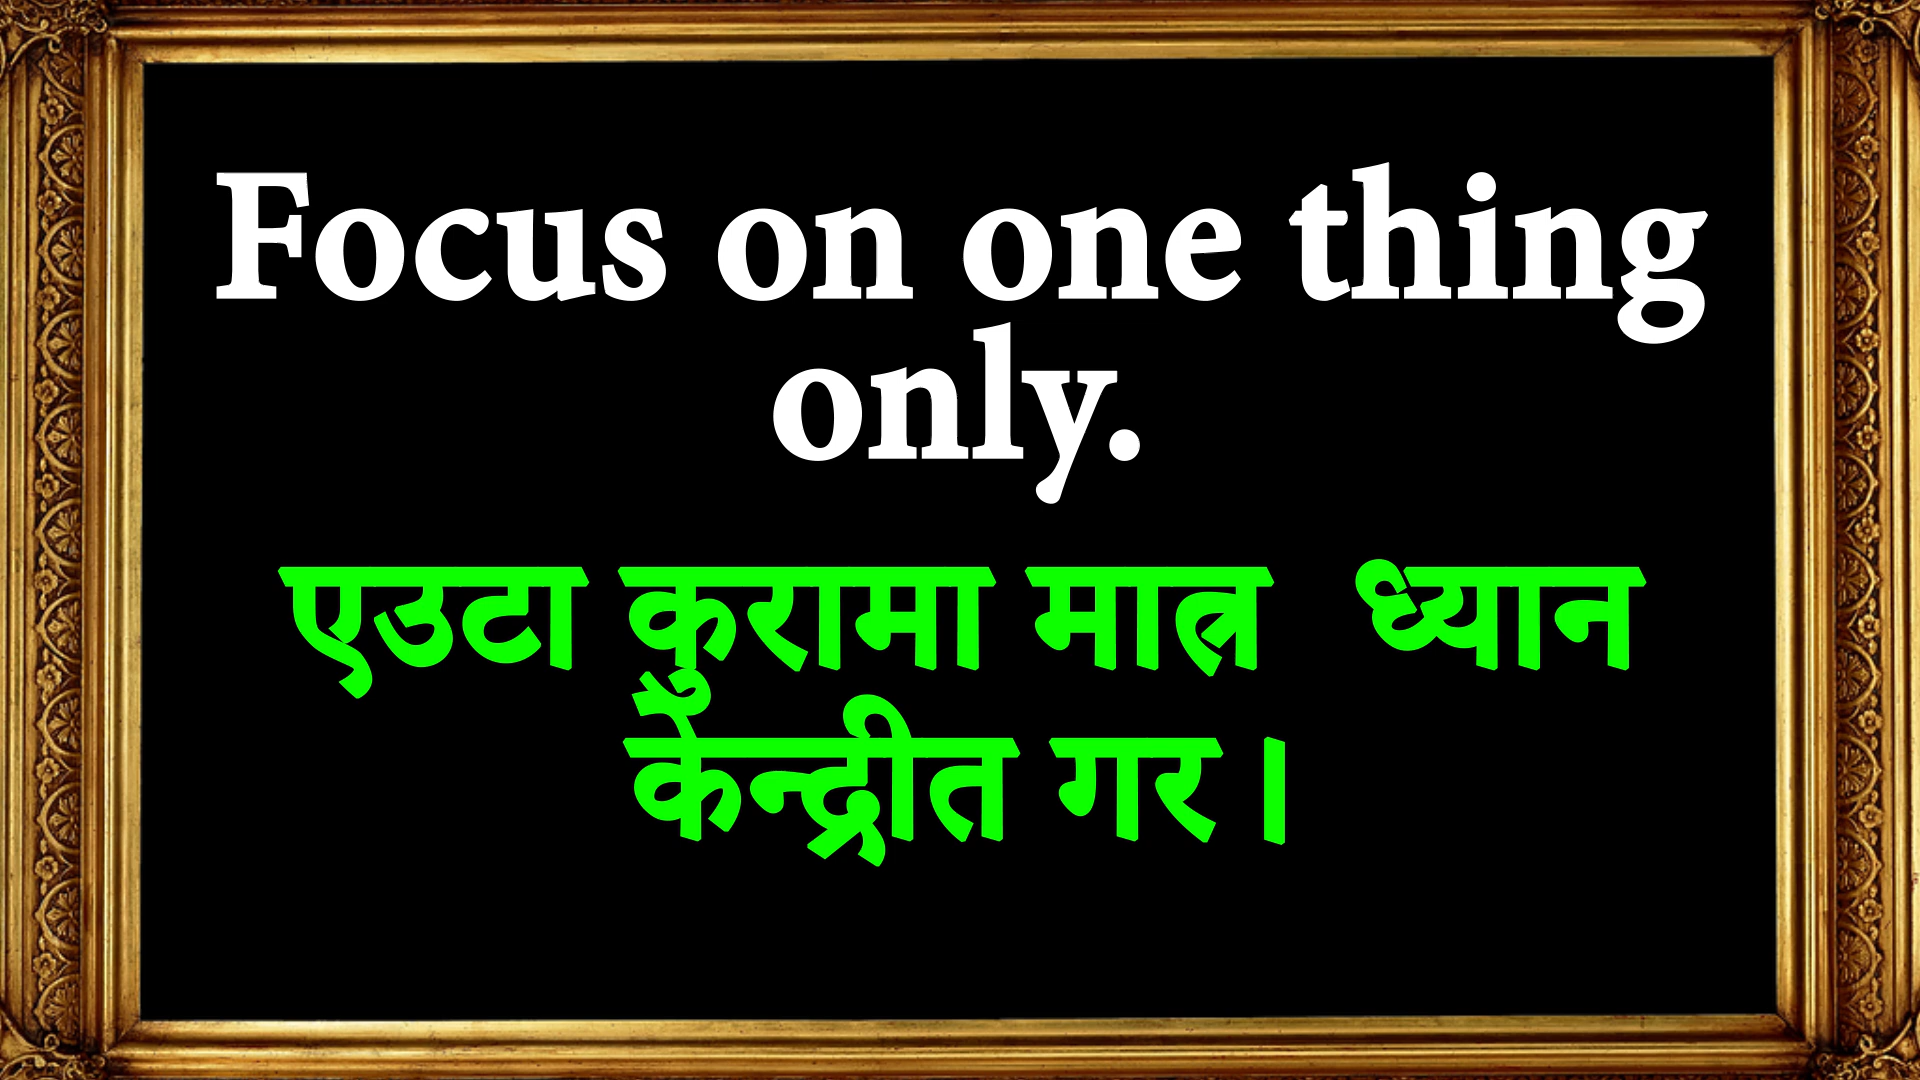 Focus on one thing
only.
एउटा कुरामा मात्र ध्यान
केन्द्रीत गर ।